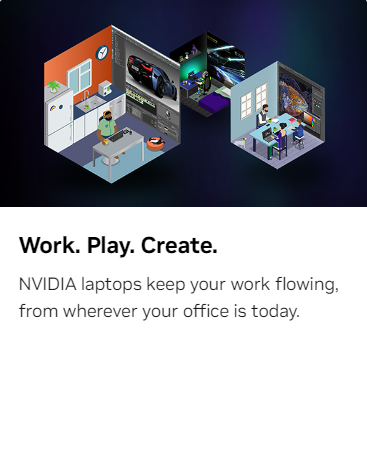 Work. Play. Create.
NVIDIA laptops keep your work flowing,
from wherever your office is today.